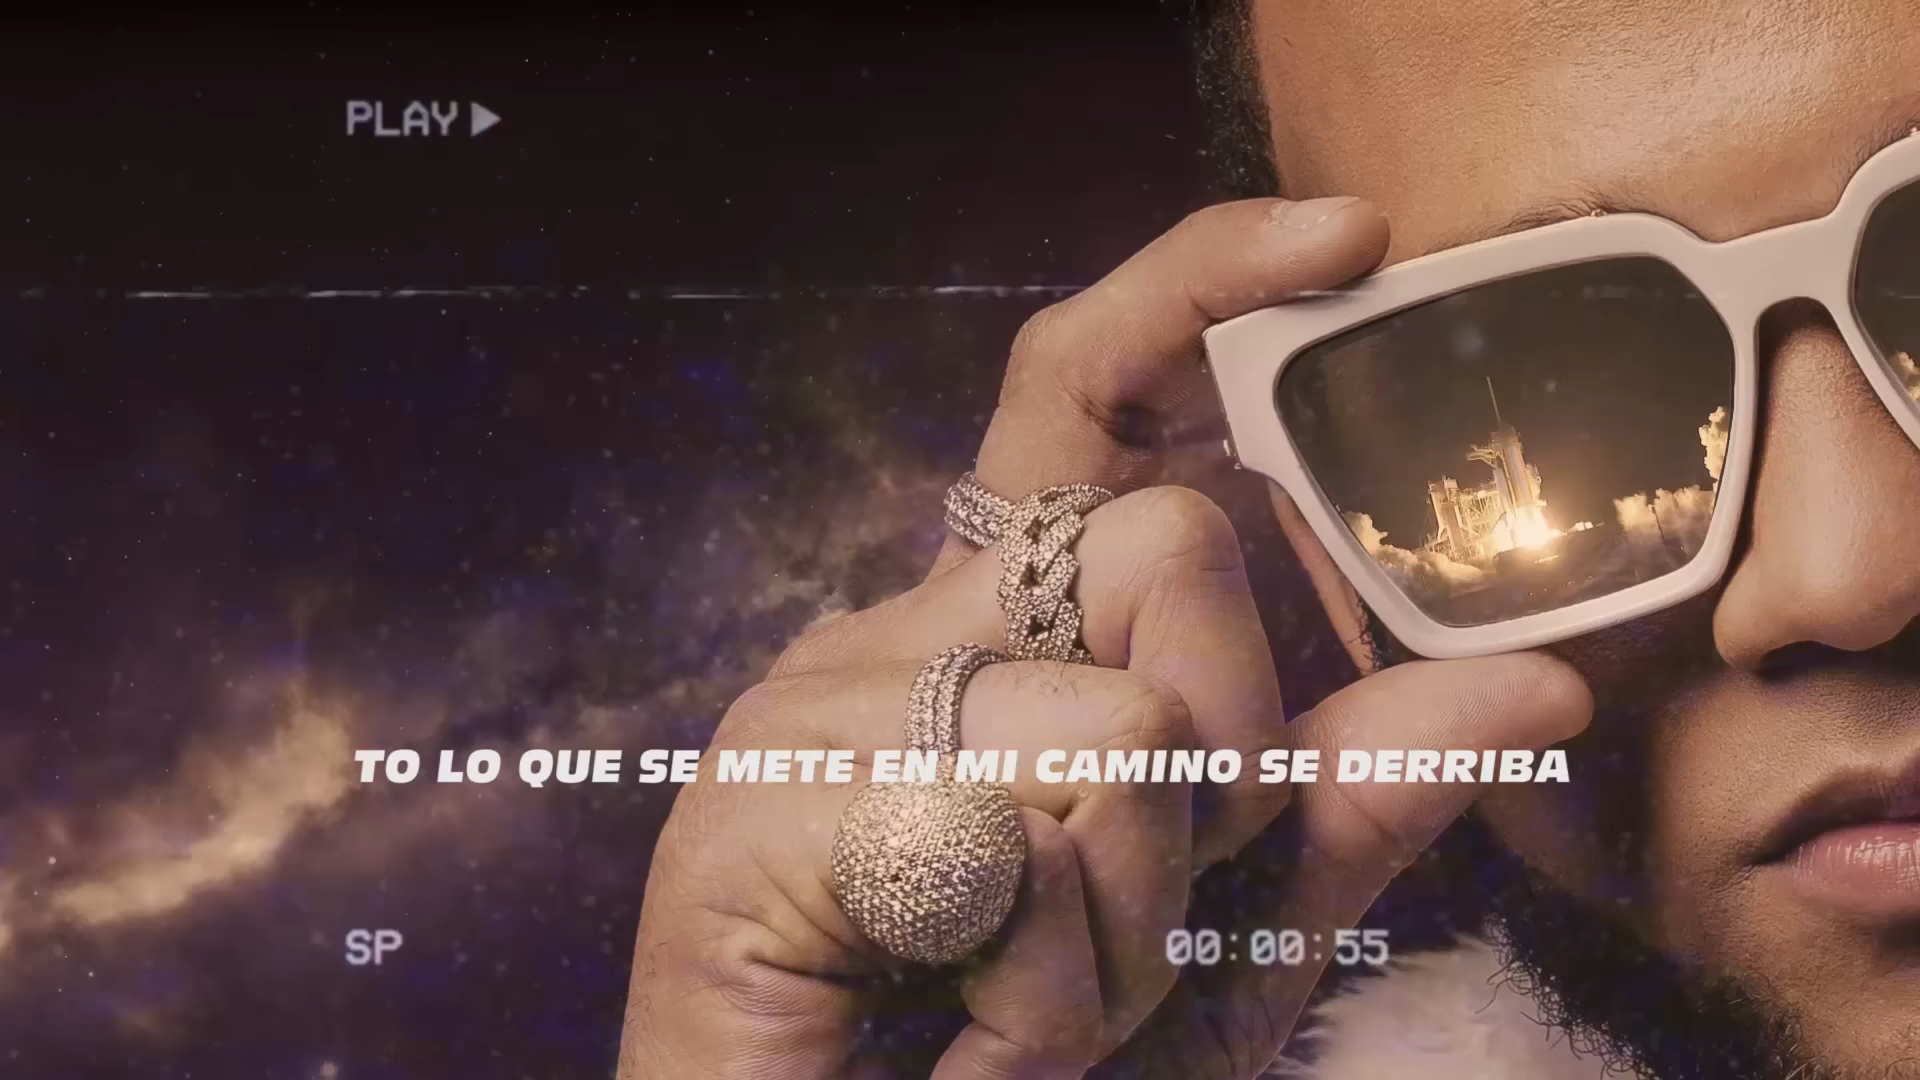 PLAY ▶
TO LO QUE SE METE EN MI CAMINO SE DERRIBA
SP
00:00:55